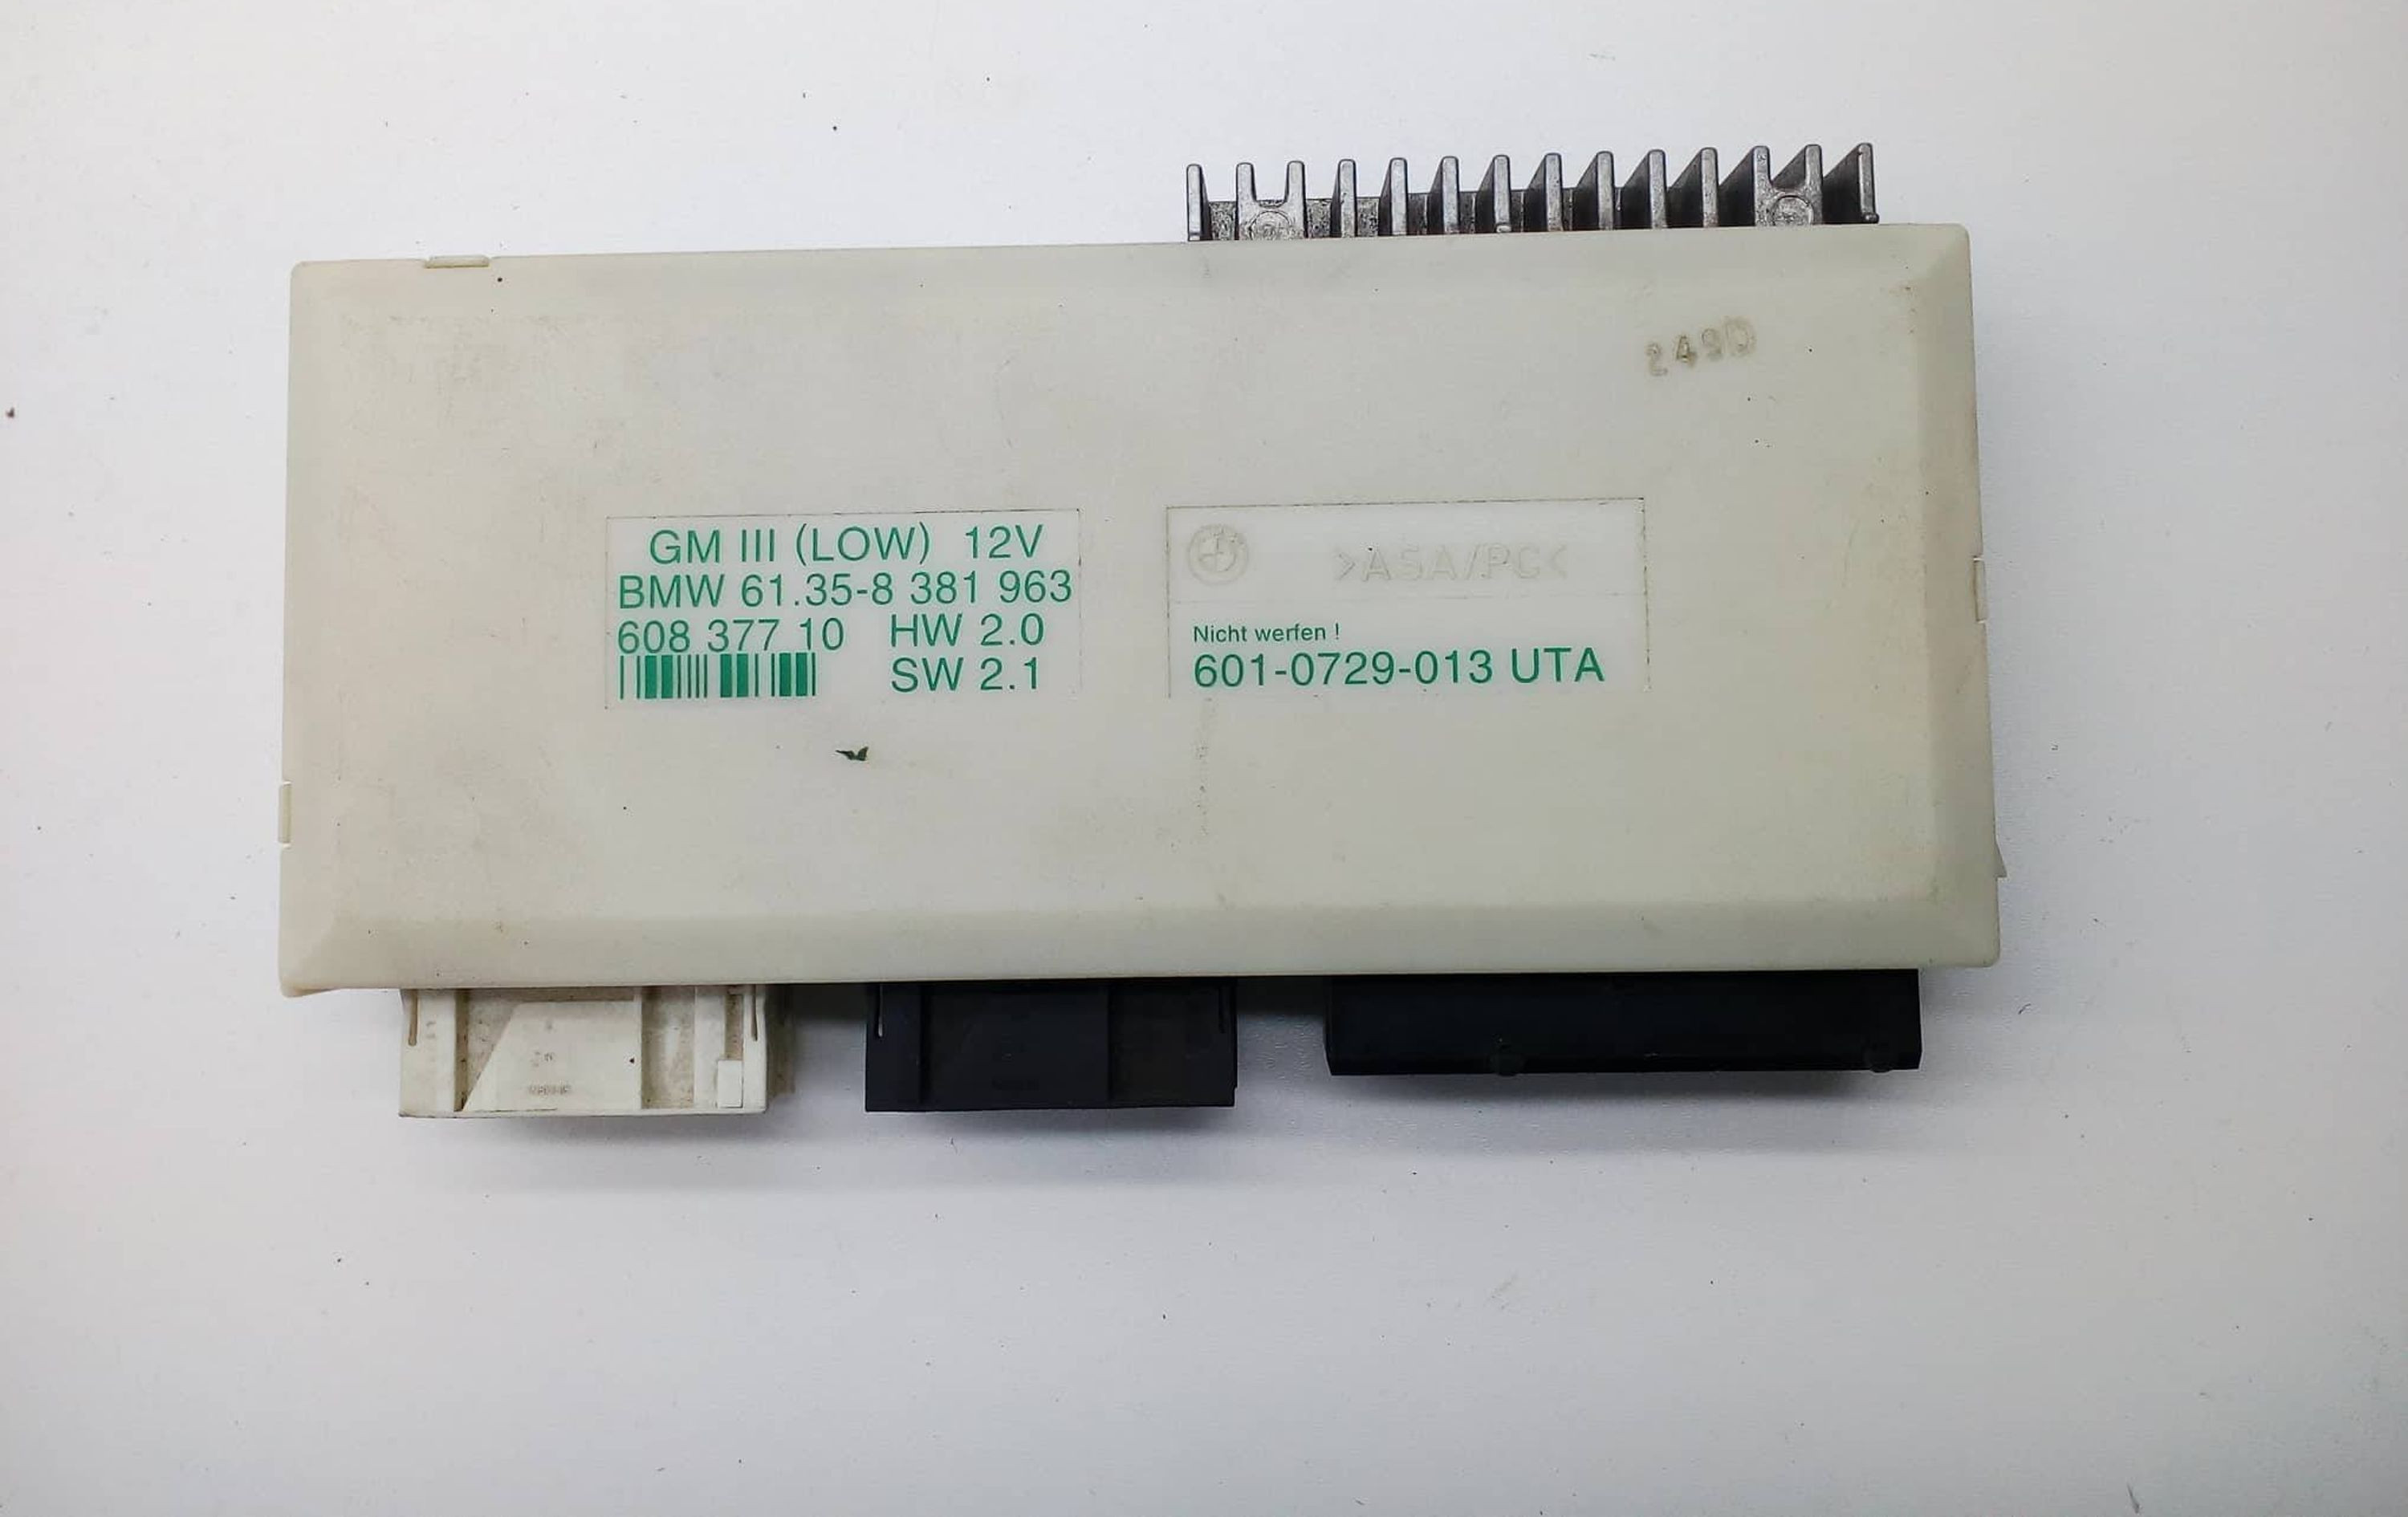 249D
GM III (LOW) 12V
BMW 61.35-8 381 963
608 377 10 HW 2.0
SW 2.1
>ASA/PC<
Nicht werfen !
601-0729-013 UTA